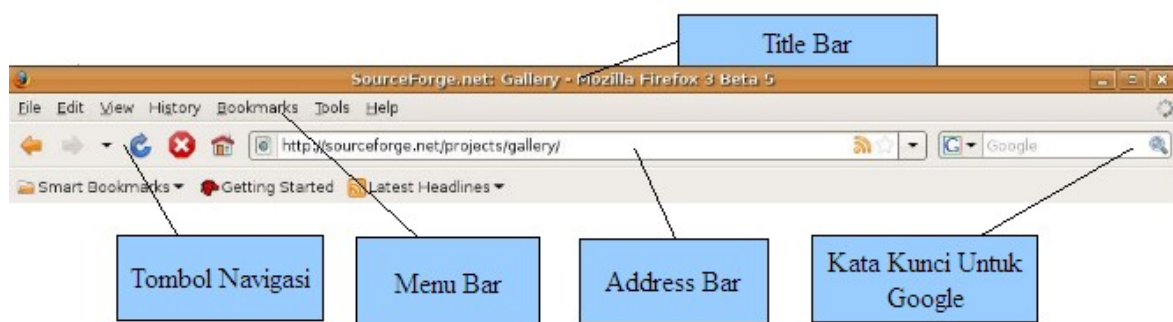 Title Bar
SourceForge.net: Gallery - Mozilla Firefox 3 Beta 5
File Edit View History Bookmarks Tools Help
http://sourceforge.net/projects/gallery/ G Google
Smart Bookmarks Getting Started Latest Headlines
Tombol Navigasi
Menu Bar
Address Bar
Kata Kunci Untuk
Google